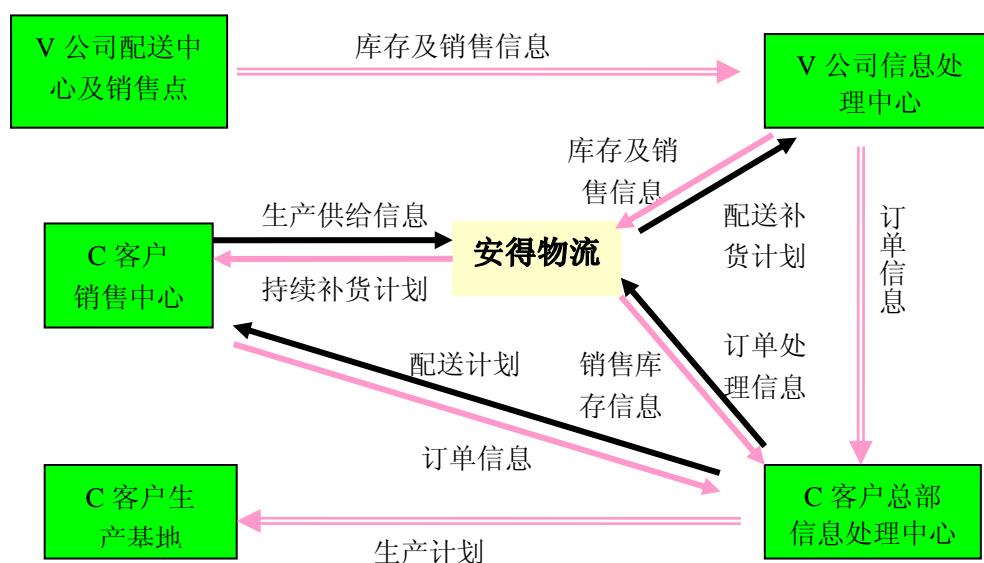 V 公司配送中
心及销售点
库存及销售信息
V 公司信息处
理中心
库存及销
售信息
配送补
货计划
订单信息
生产供给信息
安得物流
C 客户
销售中心
持续补货计划
配送计划
销售库
存信息
订单处
理信息
订单信息
C 客户生
产基地
生产计划
C 客户总部
信息处理中心